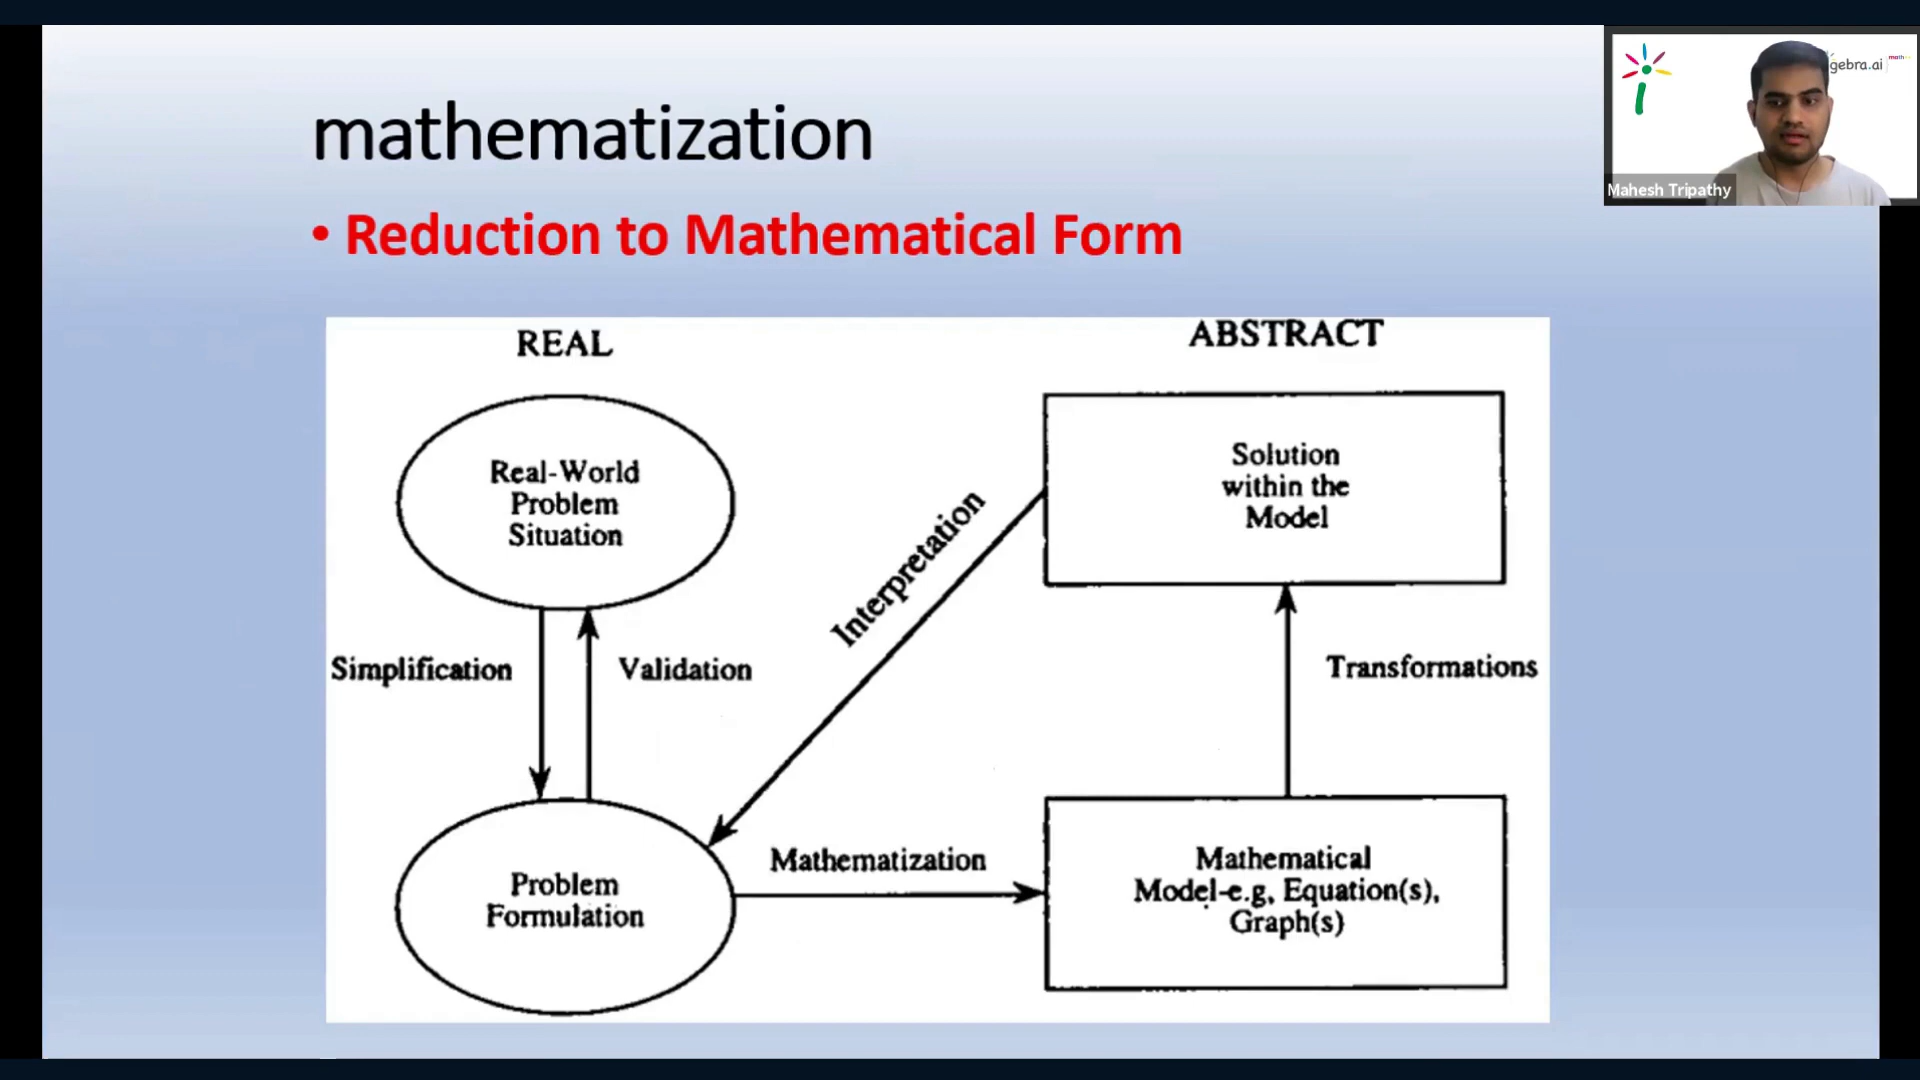 mathematization
• Reduction to Mathematical Form
REAL
ABSTRACT
Real-World
Problem
Situation
Solution
within the
Model
Interpretation
Simplification
Validation
Transformations
Problem
Formulation
Mathematization
Mathematical
Model-e.g, Equation(s),
Graph(s)
gebra.ai
math
Mahesh Tripathy